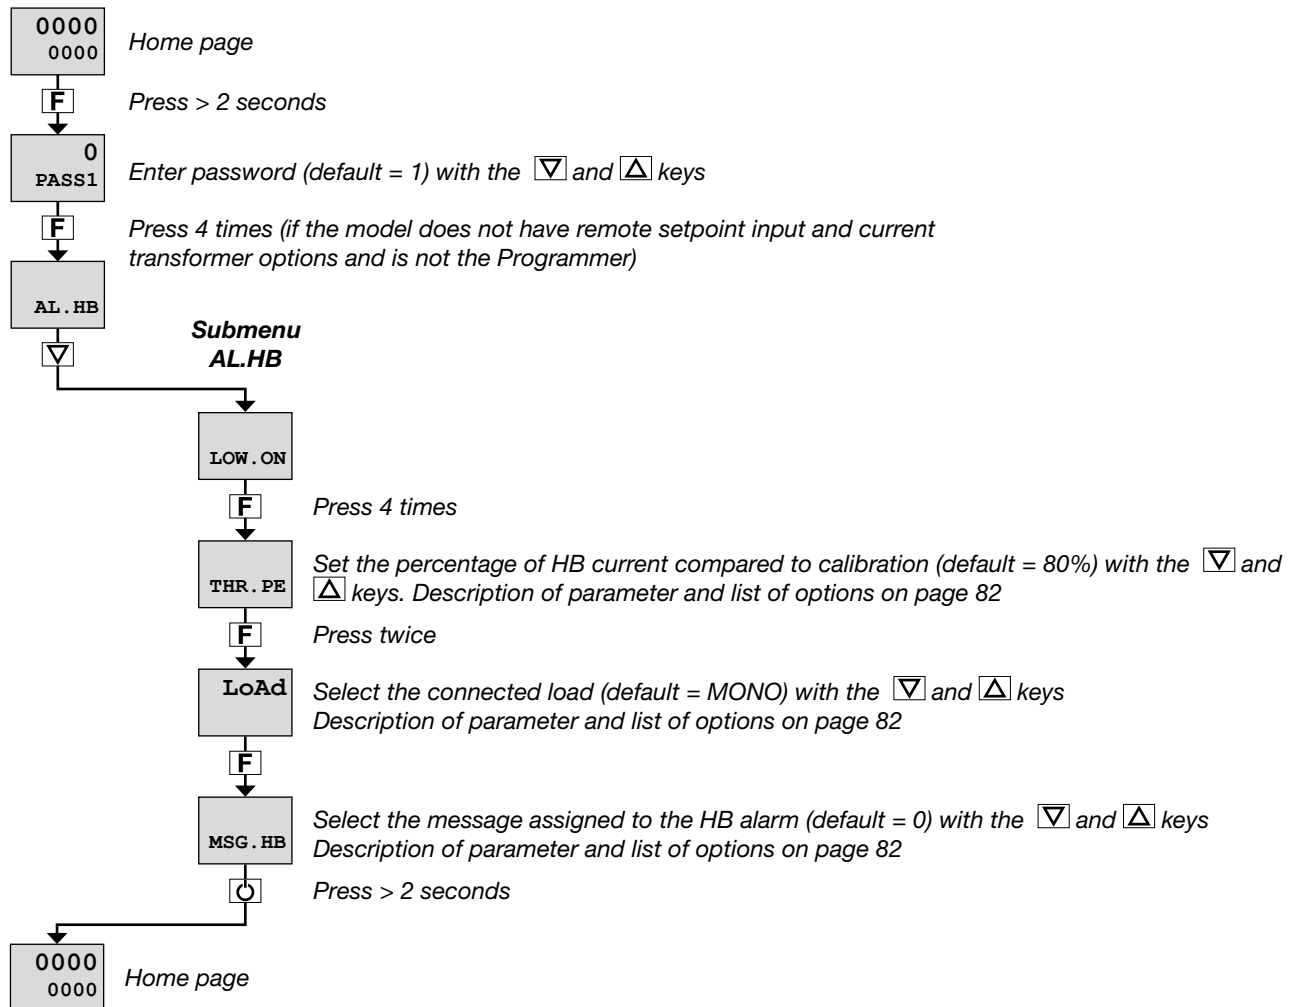 0000
0000
Home page
F
Press > 2 seconds
0
PASS1
Enter password (default = 1) with the ▽ and △ keys
F
Press 4 times (if the model does not have remote setpoint input and current
transformer options and is not the Programmer)
AL.HB
Submenu
AL.HB
LOW.ON
F
Press 4 times
THR.PE
Set the percentage of HB current compared to calibration (default = 80%) with the ▽ and
△ keys. Description of parameter and list of options on page 82
F
Press twice
LoAd
Select the connected load (default = MONO) with the ▽ and △ keys
Description of parameter and list of options on page 82
F
MSG.HB
Select the message assigned to the HB alarm (default = 0) with the ▽ and △ keys
Description of parameter and list of options on page 82
Press > 2 seconds
0000
0000
Home page